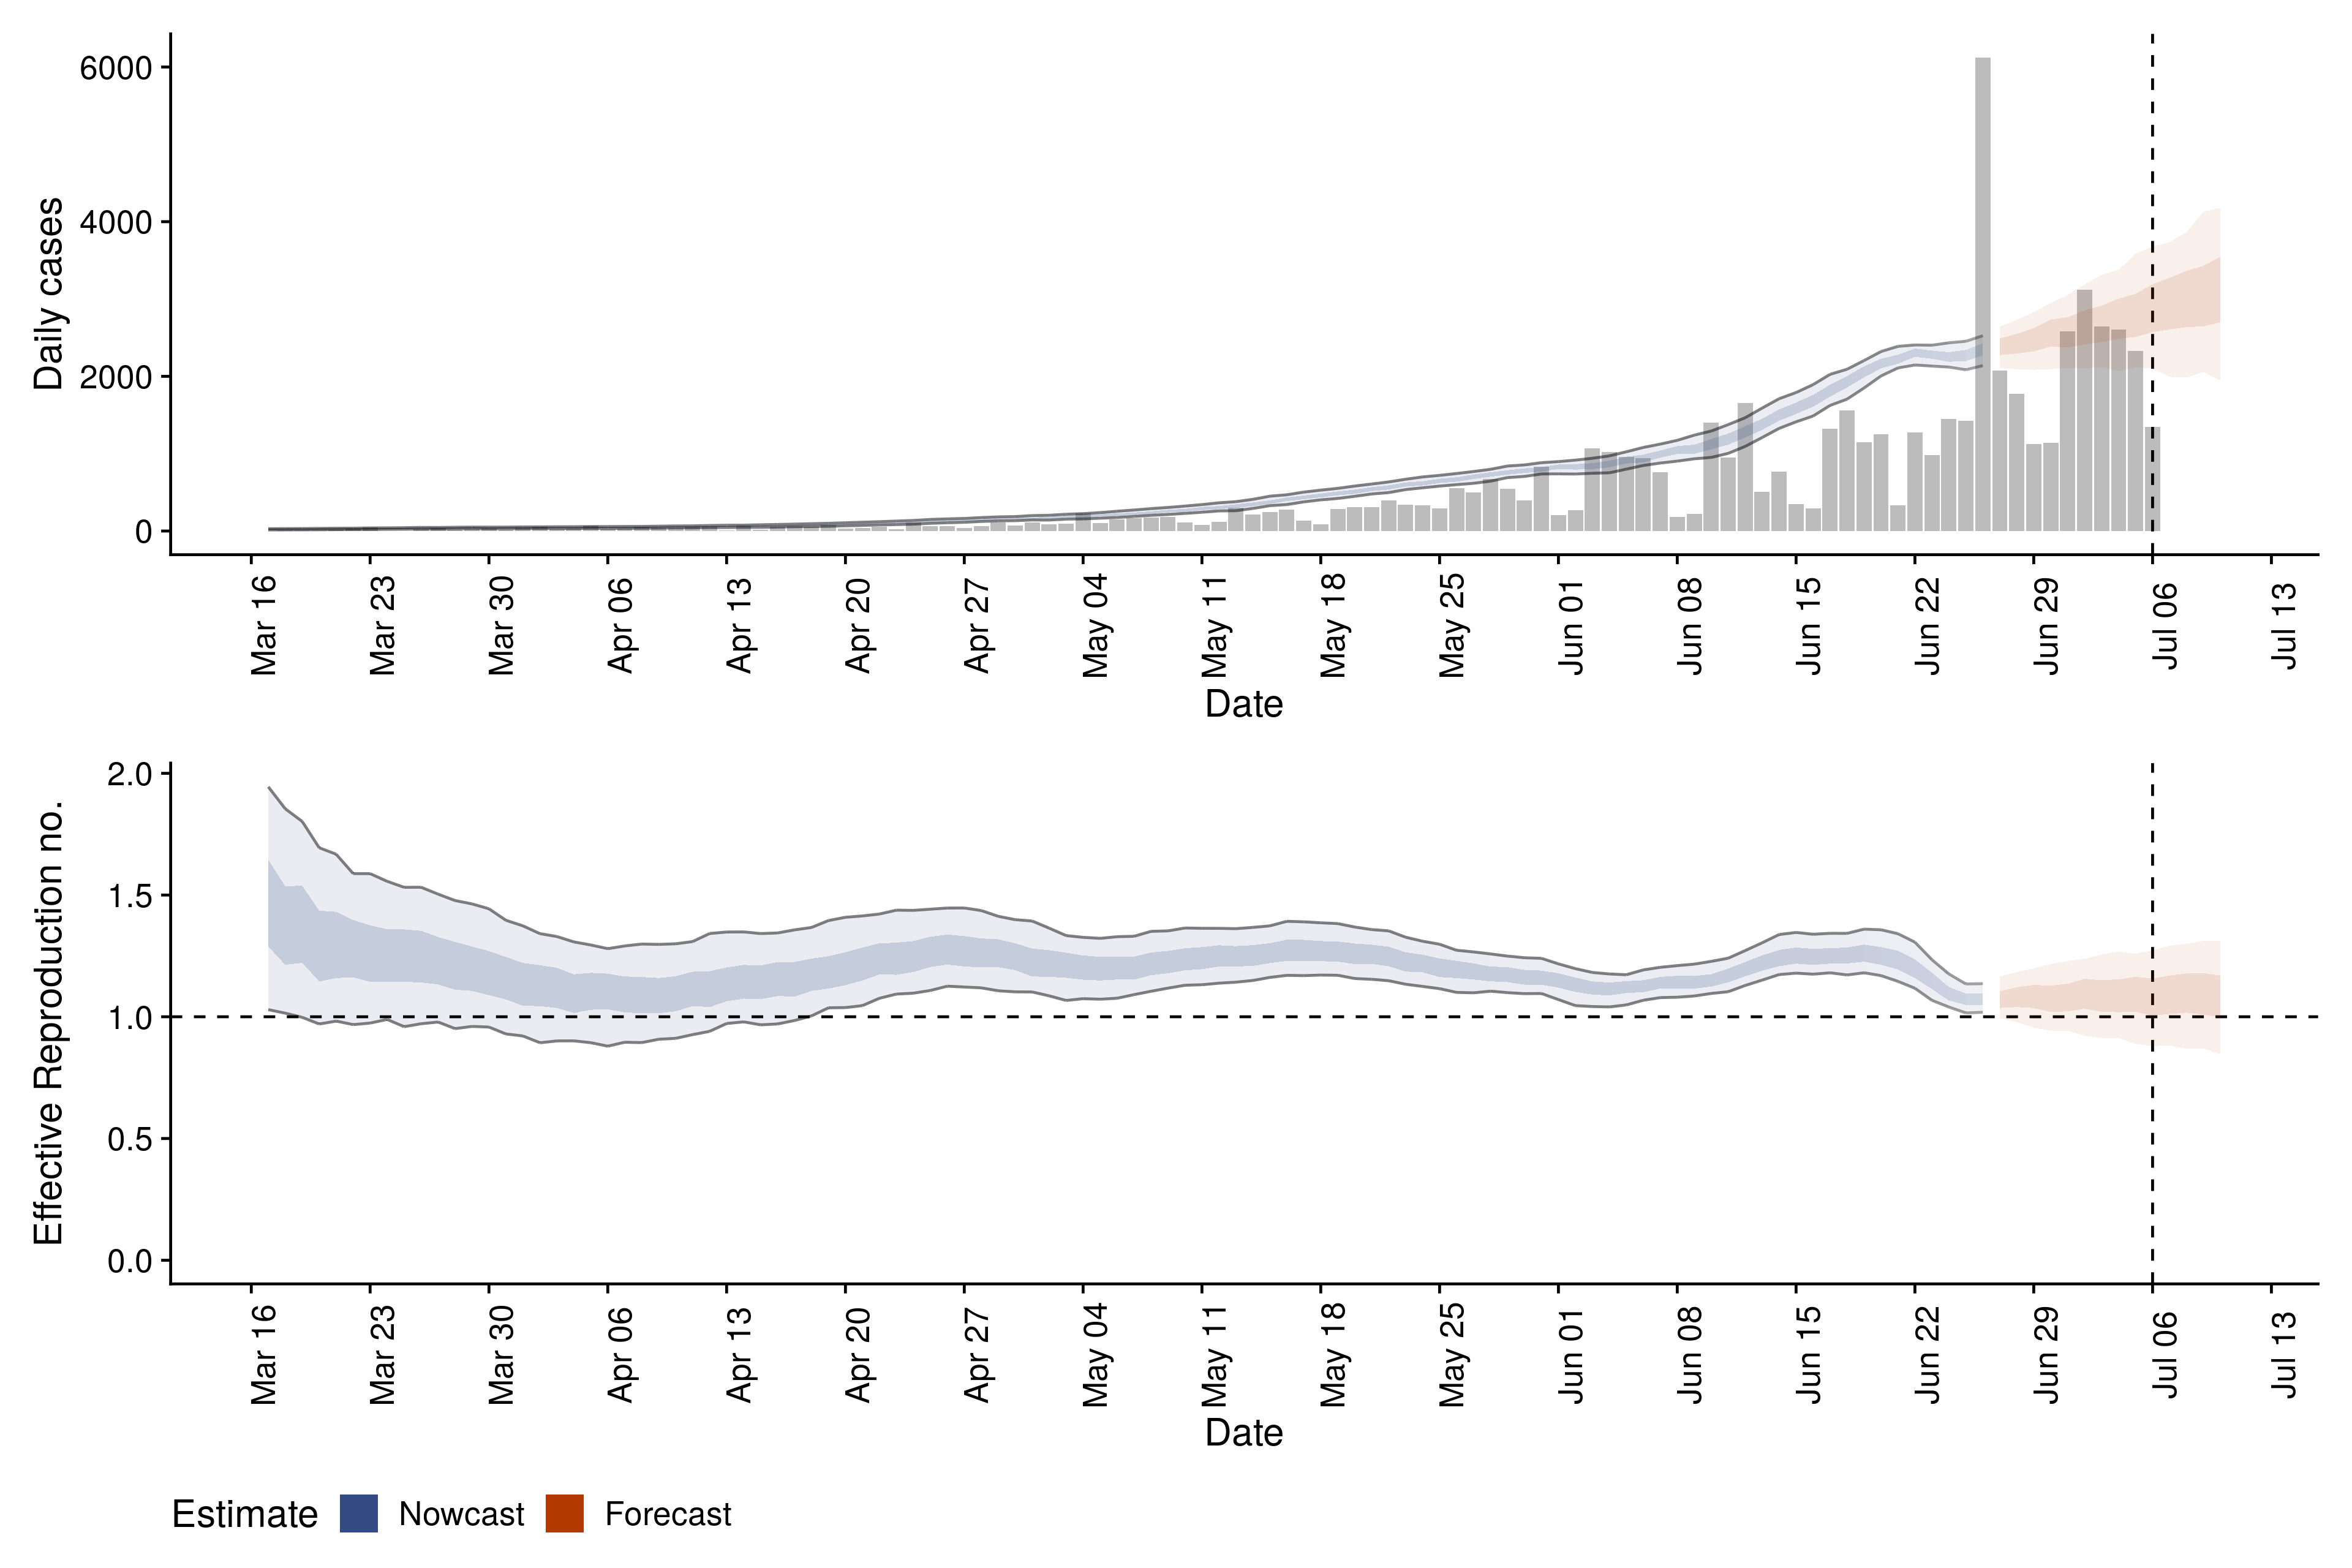 Daily cases
6000
4000
2000
0
Mar 16 Mar 23 Mar 30 Apr 06 Apr 13 Apr 20 Apr 27 May 04 May 11 May 18 May 25 Jun 01 Jun 08 Jun 15 Jun 22 Jun 29 Jul 06 Jul 13
Date
Effective Reproduction no.
2.0
1.5
1.0
0.5
0.0
Mar 16 Mar 23 Mar 30 Apr 06 Apr 13 Apr 20 Apr 27 May 04 May 11 May 18 May 25 Jun 01 Jun 08 Jun 15 Jun 22 Jun 29 Jul 06 Jul 13
Date
Estimate Nowcast Forecast